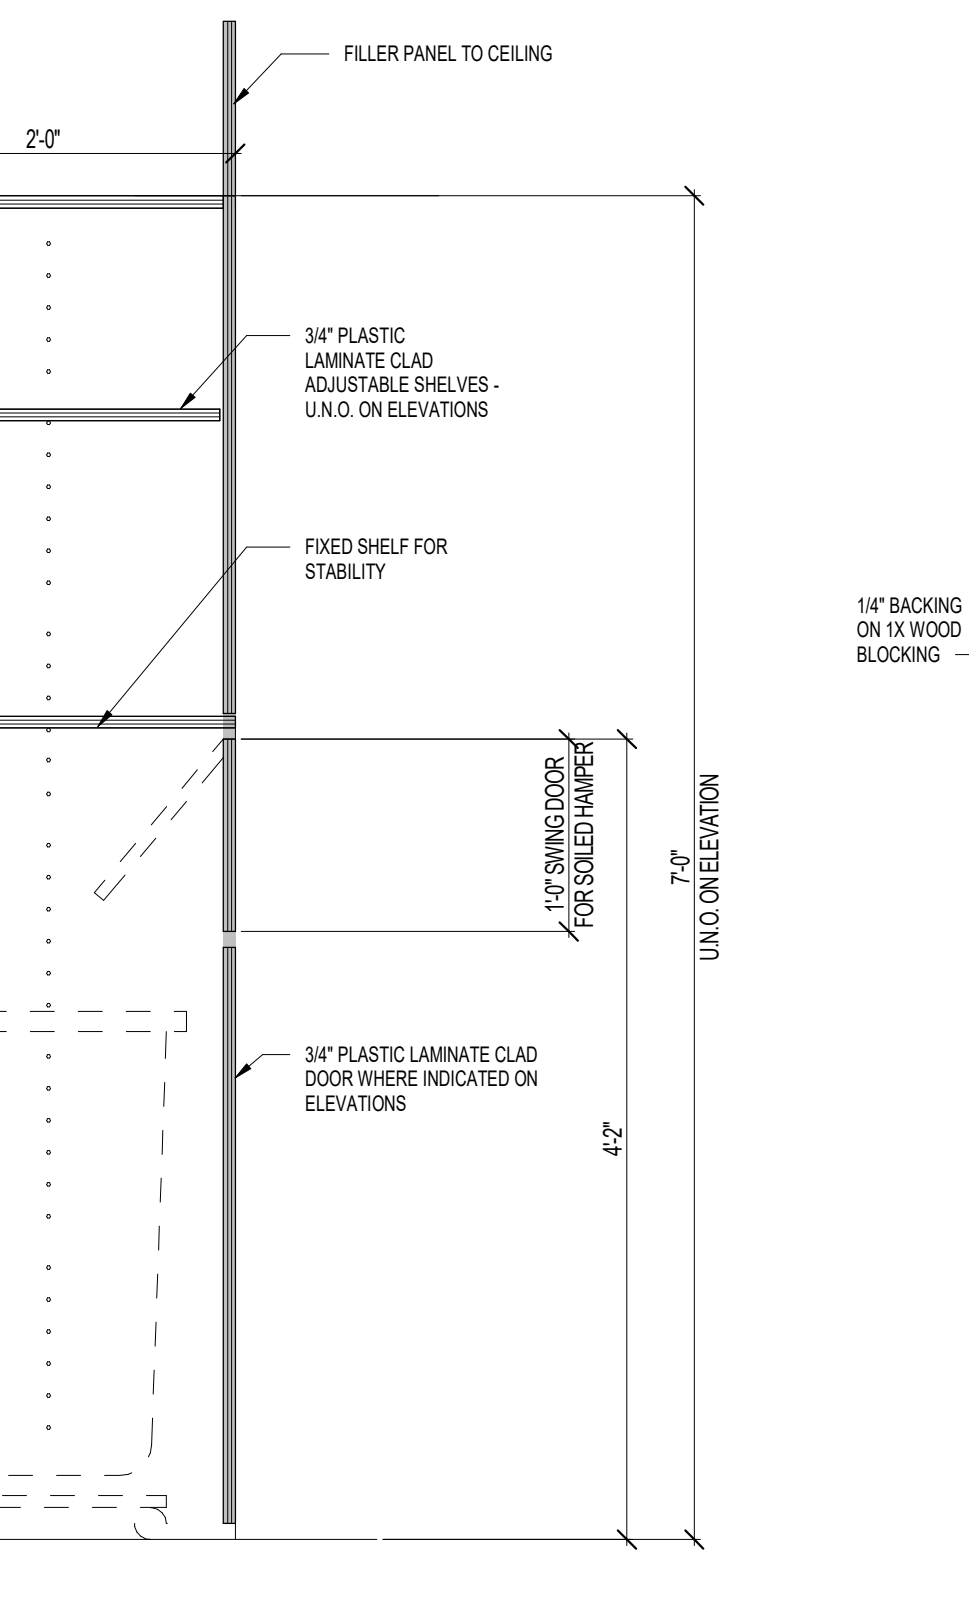 FILLER PANEL TO CEILING
2'-0"
3/4" PLASTIC
LAMINATE CLAD
ADJUSTABLE SHELVES -
U.N.O. ON ELEVATIONS
FIXED SHELF FOR
STABILITY
1/4" BACKING
ON 1X WOOD
BLOCKING
1'-0" SWING DOOR
FOR SOILED HAMPER
7'-0"
U.N.O. ON ELEVATION
3/4" PLASTIC LAMINATE CLAD
DOOR WHERE INDICATED ON
ELEVATIONS
4'-2"